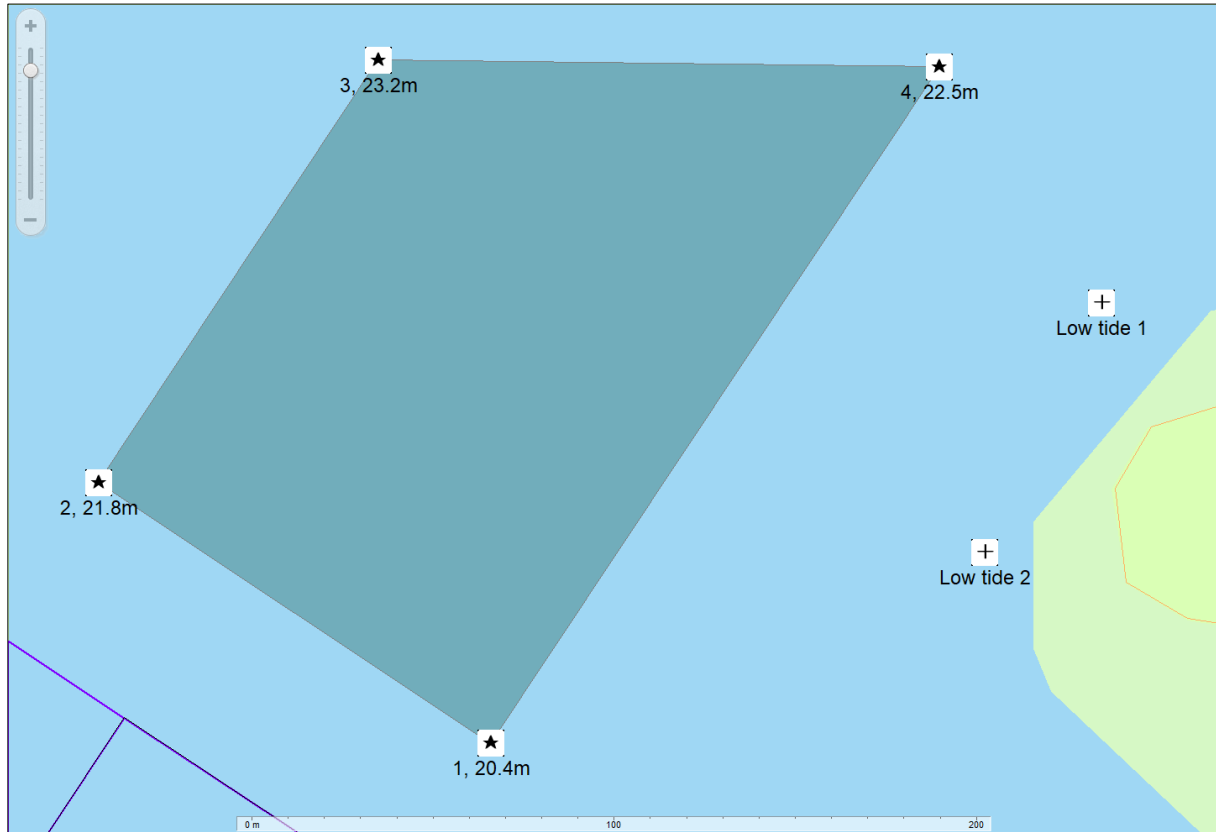 3, 23.2m
4, 22.5m
Low tide 1
2, 21.8m
Low tide 2
1, 20.4m
0 m 100 200